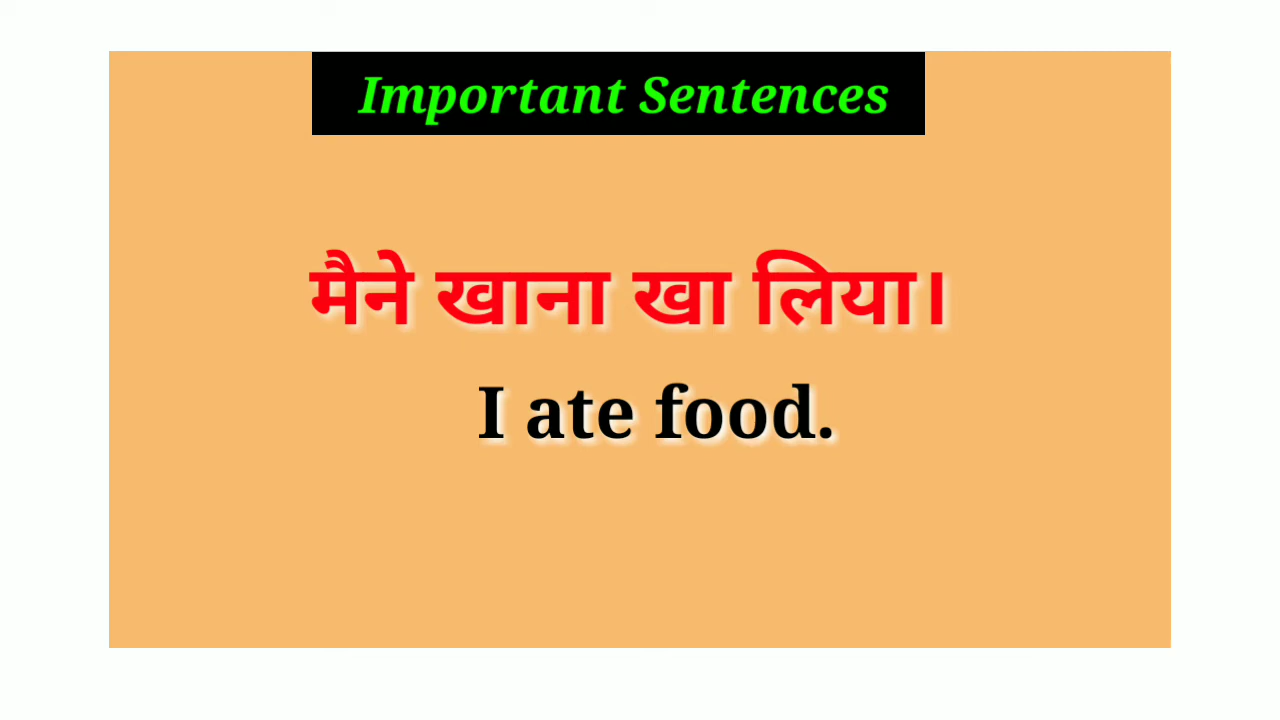 Important Sentences
मैने खाना खा लिया।
I ate food.